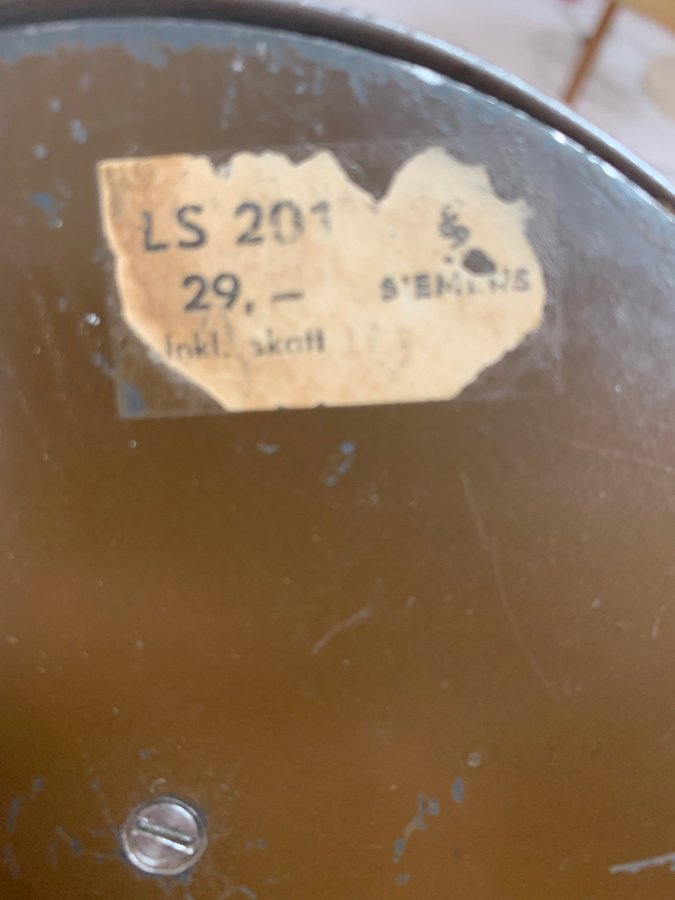 LS 201
29,–
SIEMENS
inkl. skatt